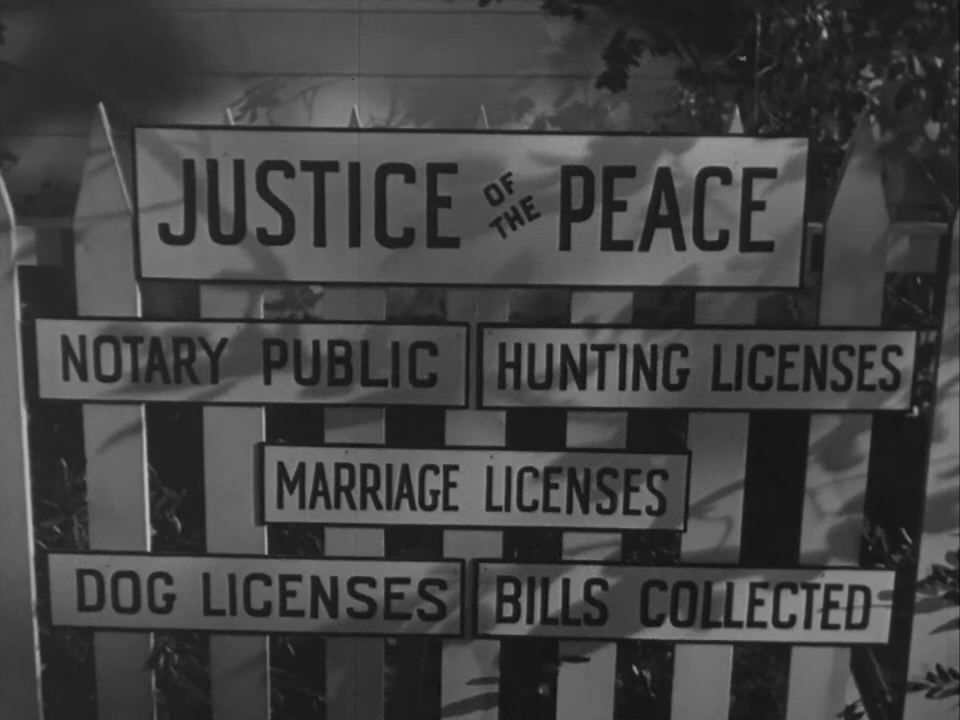 JUSTICE OF THE PEACE
NOTARY PUBLIC
HUNTING LICENSES
MARRIAGE LICENSES
DOG LICENSES
BILLS COLLECTED